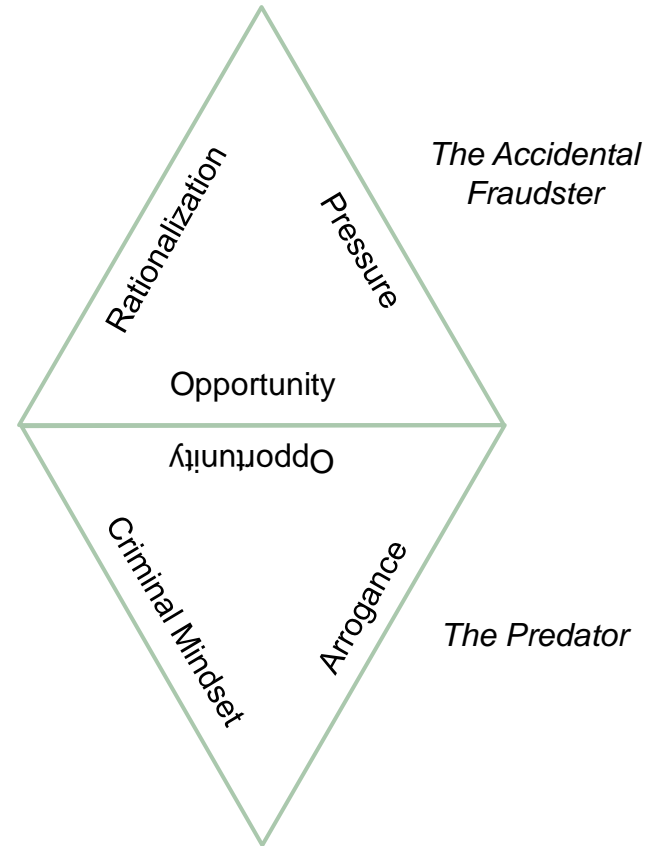 The Accidental
Fraudster
Rationalization
Pressure
Opportunity
Opportunity
Criminal Mindset
Arrogance
The Predator